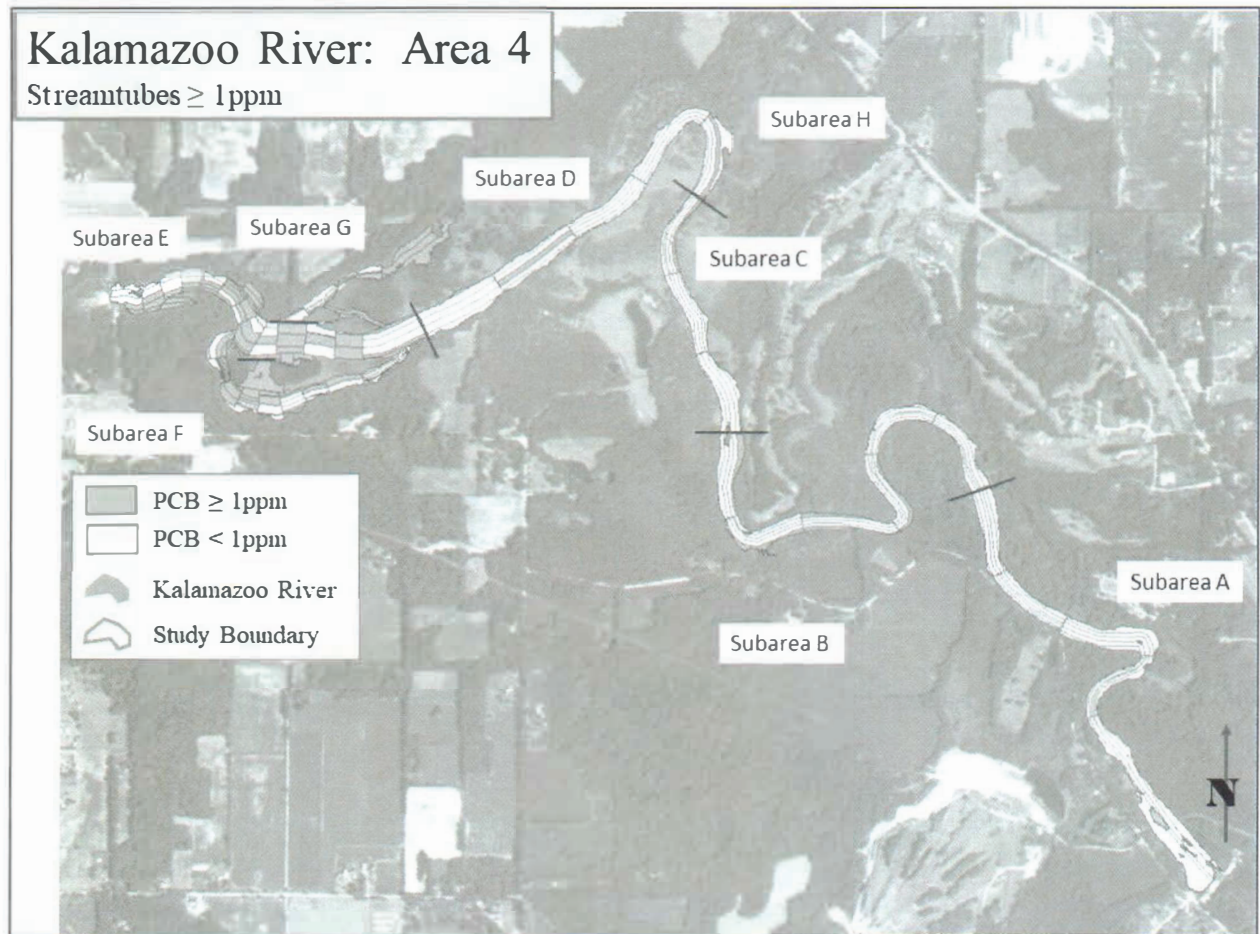 Kalamazoo River: Area 4
Streamtubes ≥ 1ppm
Subarea H
Subarea D
Subarea G
Subarea E
Subarea C
Subarea F
PCB ≥ 1ppm
PCB < 1ppm
Kalamazoo River
Study Boundary
Subarea A
Subarea B
N